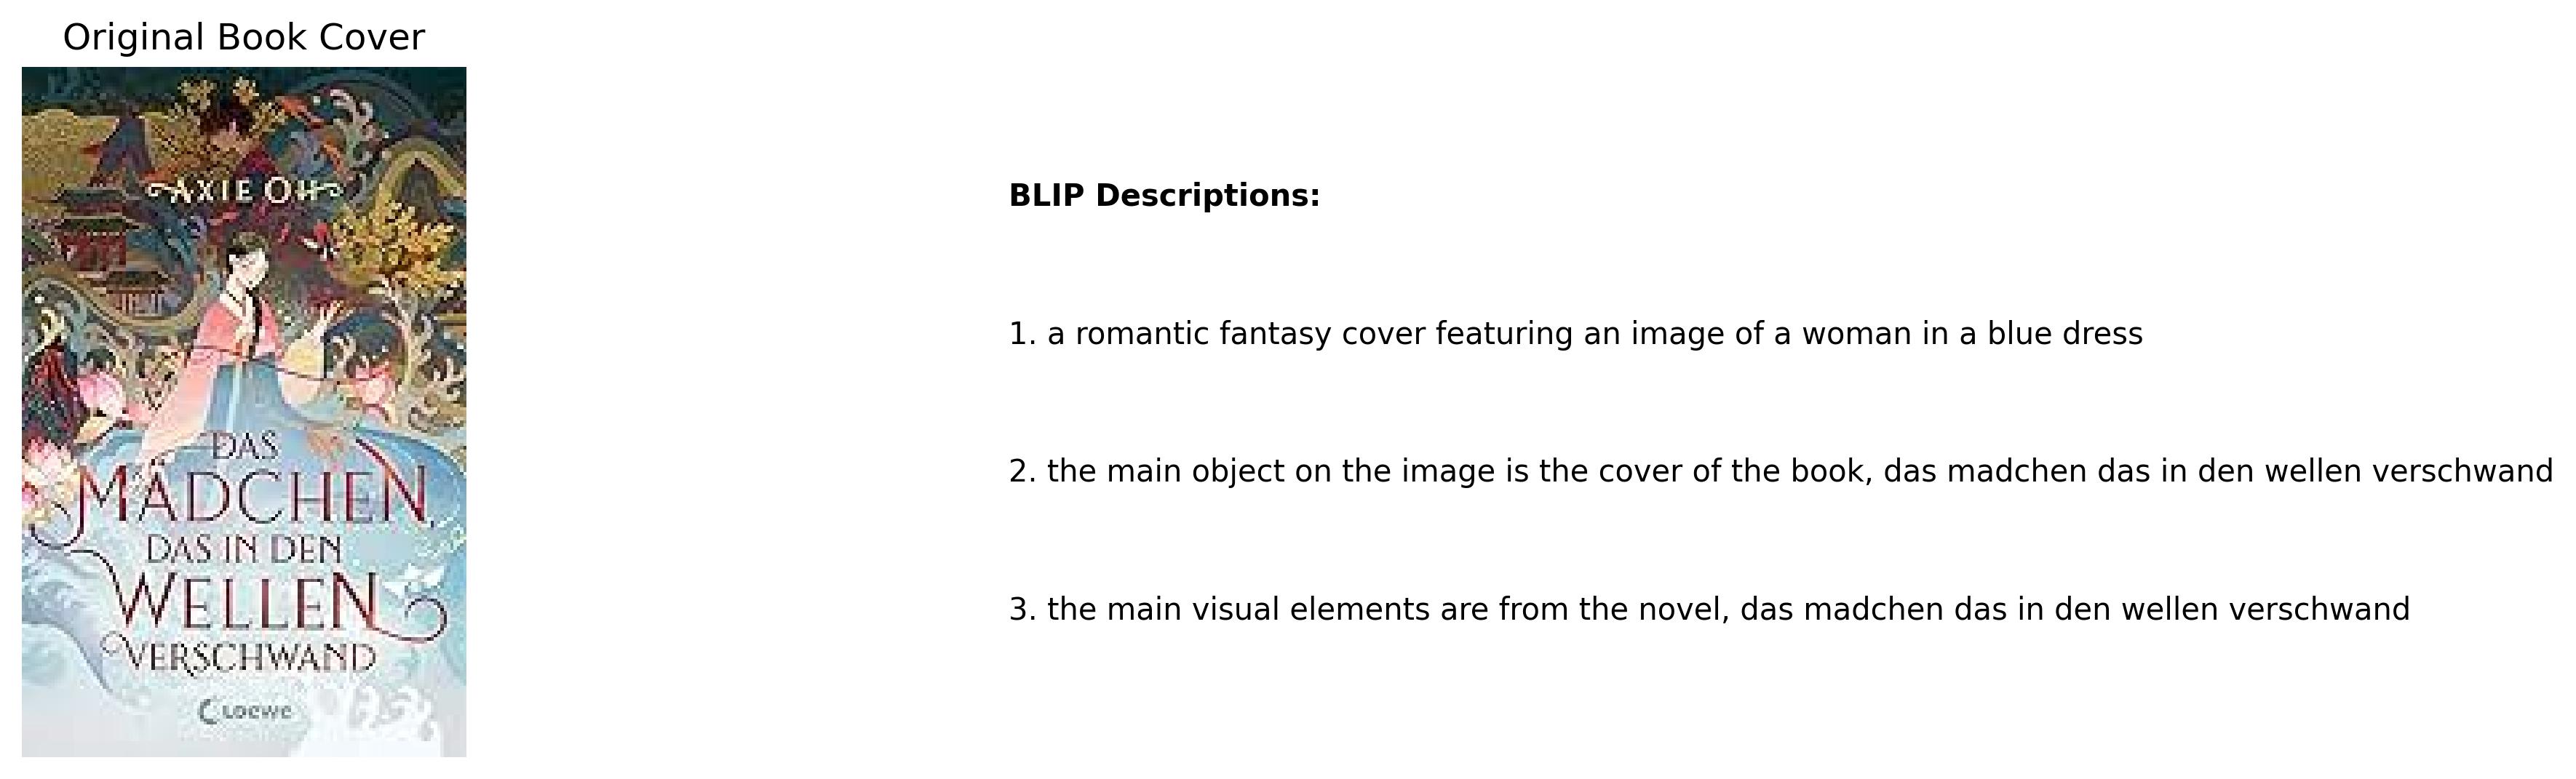 Original Book Cover
AXIE OH
DAS
MÄDCHEN,
DAS IN DEN
WELLEN
VERSCHWAND
Loewe
BLIP Descriptions:
1. a romantic fantasy cover featuring an image of a woman in a blue dress
2. the main object on the image is the cover of the book, das madchen das in den wellen verschwand
3. the main visual elements are from the novel, das madchen das in den wellen verschwand